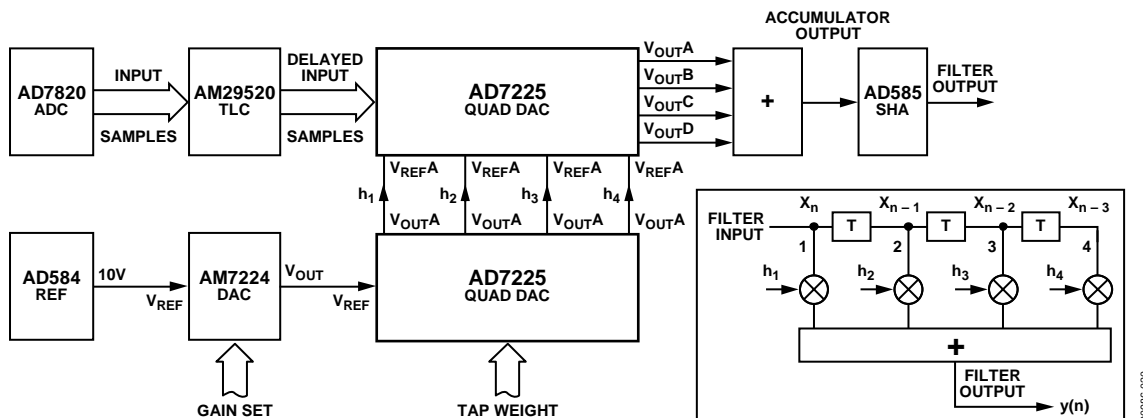 ACCUMULATOR
OUTPUT
AD7820
ADC
INPUT
SAMPLES
AM29520
TLC
DELAYED
INPUT
SAMPLES
AD7225
QUAD DAC
VOUTA
VOUTB
VOUTC
VOUTD
+
AD585
SHA
FILTER
OUTPUT
VREFA VREFA VREFA VREFA
h1 h2 h3 h4
VOUTA VOUTA VOUTA VOUTA
AD584
REF
10V
VREF
AM7224
DAC
VOUT
VREF
AD7225
QUAD DAC
GAIN SET
TAP WEIGHT
Xn Xn – 1 Xn – 2 Xn – 3
FILTER
INPUT
T T T
1 2 3 4
h1 h2 h3 h4
+
FILTER
OUTPUT
y(n)